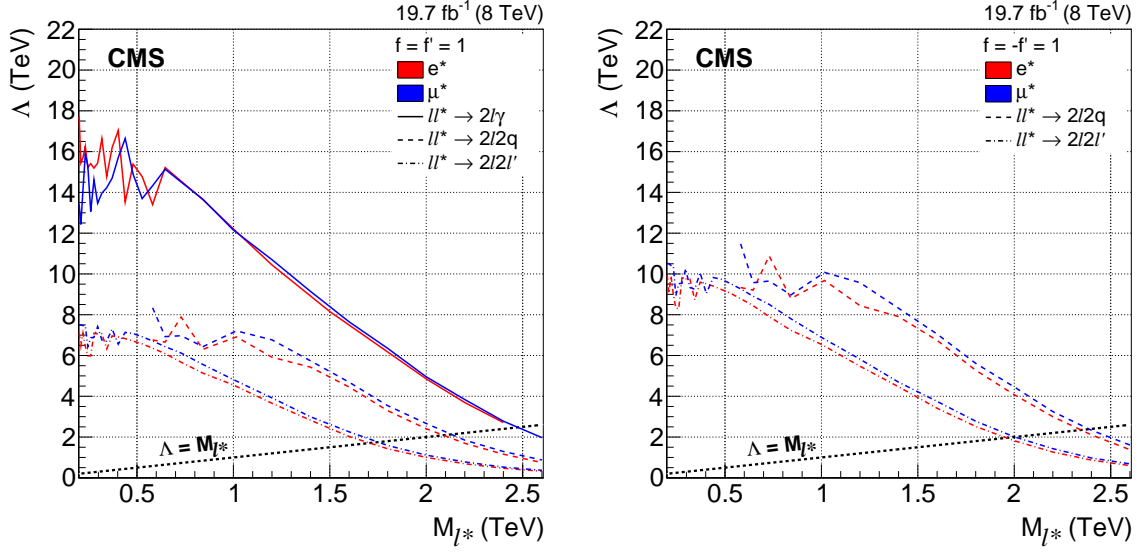 19.7 fb⁻¹ (8 TeV)
CMS
f = f' = 1
e*
μ*
ll* → 2lγ
ll* → 2l2q
ll* → 2l2l'
Λ (TeV)
22
20
18
16
14
12
10
8
6
4
2
0
Λ = M_l*
0.5 1 1.5 2 2.5
M_l* (TeV)
19.7 fb⁻¹ (8 TeV)
CMS
f = -f' = 1
e*
μ*
ll* → 2l2q
ll* → 2l2l'
Λ (TeV)
22
20
18
16
14
12
10
8
6
4
2
0
Λ = M_l*
0.5 1 1.5 2 2.5
M_l* (TeV)